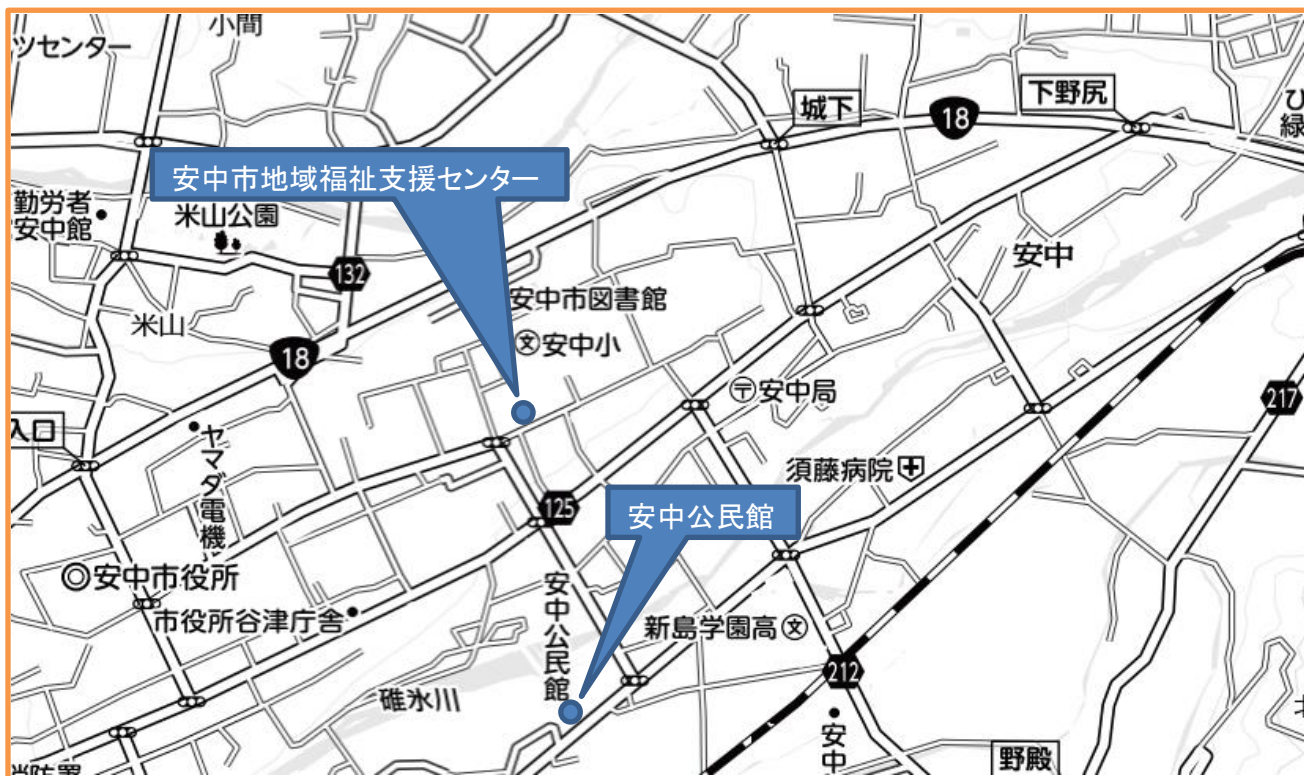 小間
ツセンター
城下
18
下野尻
安中市地域福祉支援センター
勤労者
安中館
米山公園
132
安中
米山
安中市図書館
文安中小
18
〒安中局
217
入口
ヤマダ電機
須藤病院
125
安中公民館
安中市役所
市役所谷津庁舎
安中公民館
新島学園高文
212
碓氷川
野殿
消防署